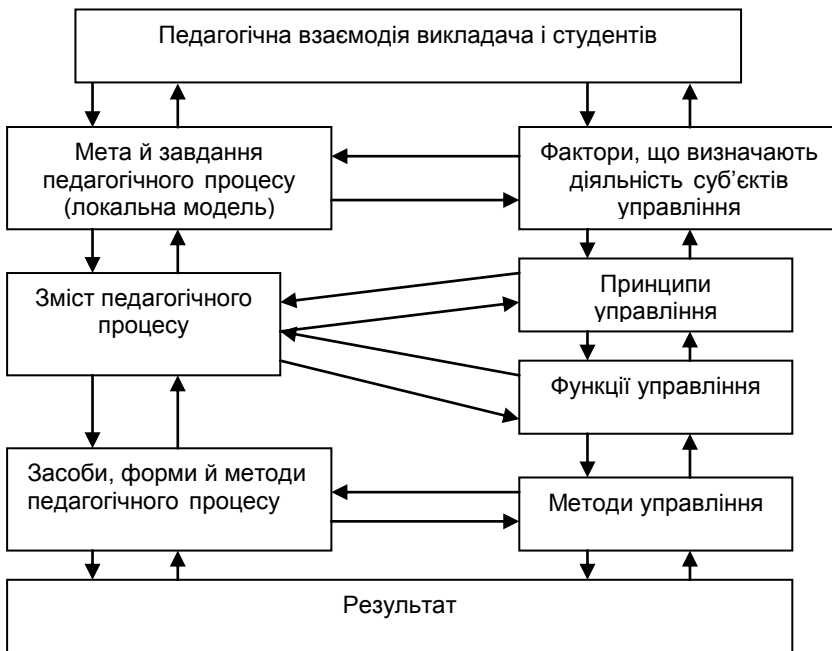 Педагогічна взаємодія викладача і студентів
Мета й завдання
педагогічного процесу
(локальна модель)
Фактори, що визначають
діяльність суб’єктів
управління
Зміст педагогічного
процесу
Принципи
управління
Функції управління
Засоби, форми й методи
педагогічного процесу
Методи управління
Результат